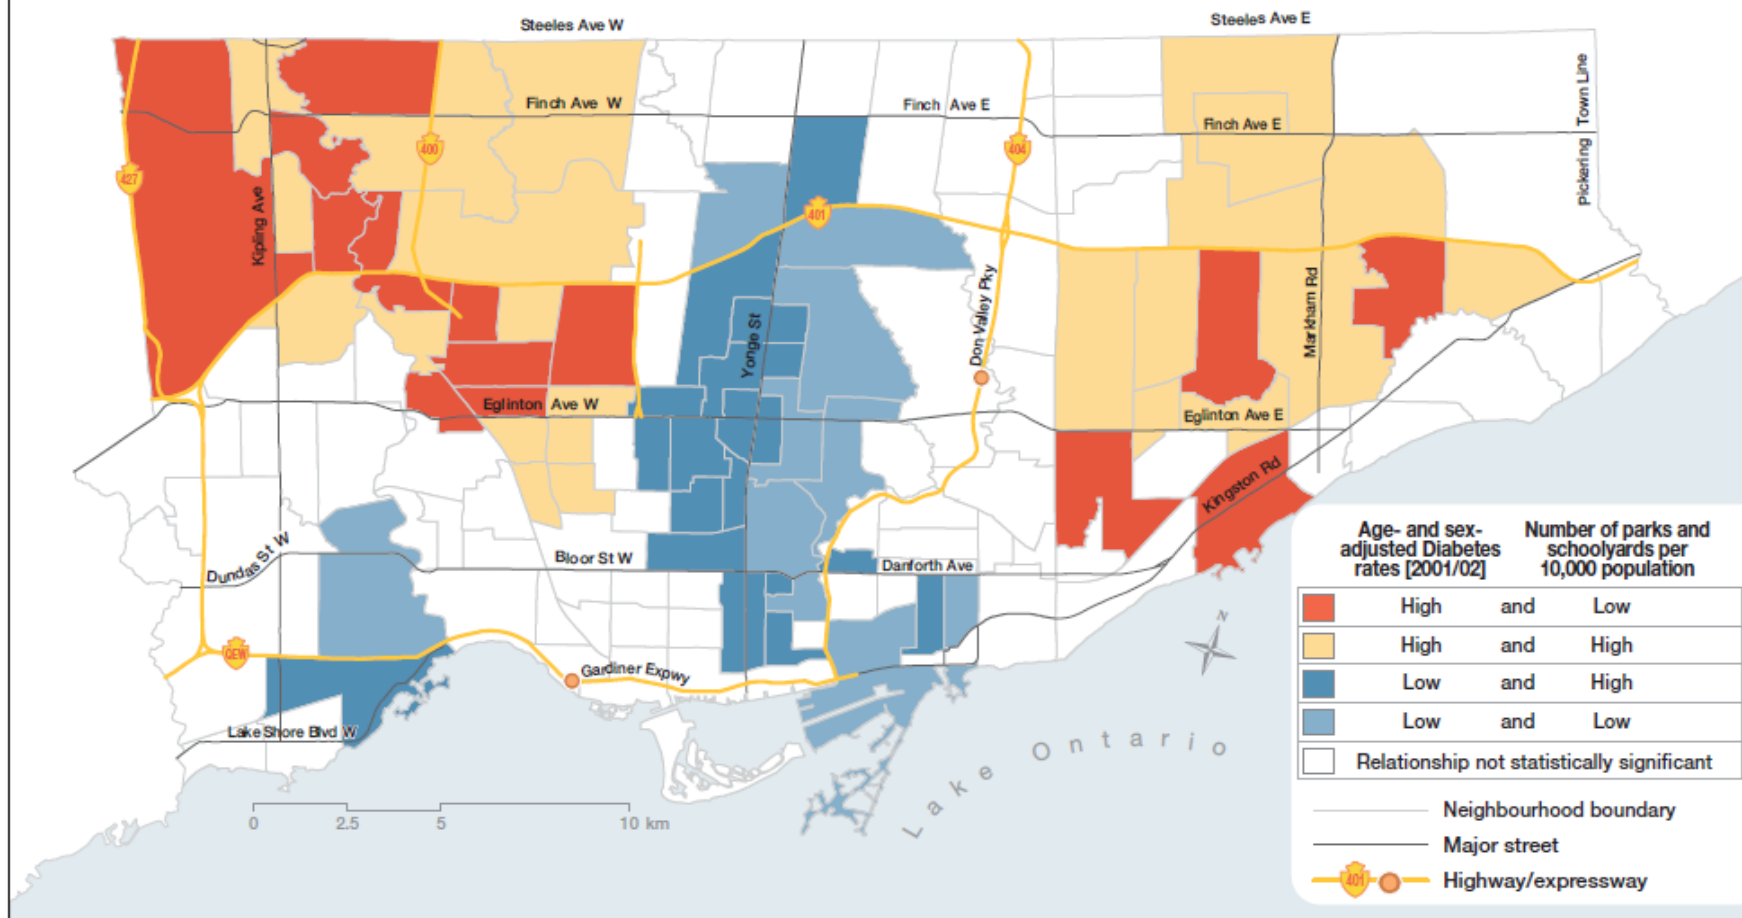 Steeles Ave W
Steeles Ave E
Finch Ave W
Finch Ave E
Finch Ave E
Pickering Town Line
427
400
404
401
Kipling Ave
Yonge St
Don Valley Pky
Markham Rd
Eglinton Ave W
Eglinton Ave E
Kingston Rd
Dundas St W
Bloor St W
Danforth Ave
QEW
Gardiner Expwy
Lake Shore Blvd W
Lake Ontario
N
0 2.5 5 10 km
Age- and sex-
adjusted Diabetes
rates [2001/02]
Number of parks and
schoolyards per
10,000 population
High and Low
High and High
Low and High
Low and Low
Relationship not statistically significant
Neighbourhood boundary
Major street
401 Highway/expressway